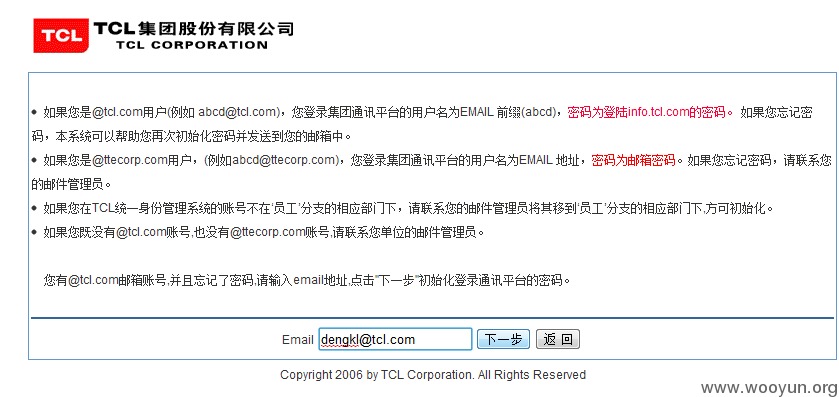 TCL TCL集团股份有限公司
TCL CORPORATION
如果您是@tcl.com用户(例如 abcd@tcl.com)，您登录集团通讯平台的用户名为EMAIL 前缀(abcd)，密码为登陆info.tcl.com的密码。 如果您忘记密
码，本系统可以帮助您再次初始化密码并发送到您的邮箱中。
如果您是@ttecorp.com用户，(例如abcd@ttecorp.com)，您登录集团通讯平台的用户名为EMAIL 地址，密码为邮箱密码。如果您忘记密码，请联系您
的邮件管理员。
如果您在TCL统一身份管理系统的账号不在‘员工’分支的相应部门下，请联系您的邮件管理员将其移到‘员工’分支的相应部门下,方可初始化。
如果您既没有@tcl.com账号,也没有@ttecorp.com账号,请联系您单位的邮件管理员。
您有@tcl.com邮箱账号,并且忘记了密码,请输入email地址,点击"下一步"初始化登录通讯平台的密码。
Email dengkl@tcl.com 下一步 返 回
Copyright 2006 by TCL Corporation. All Rights Reserved
www.wooyun.org